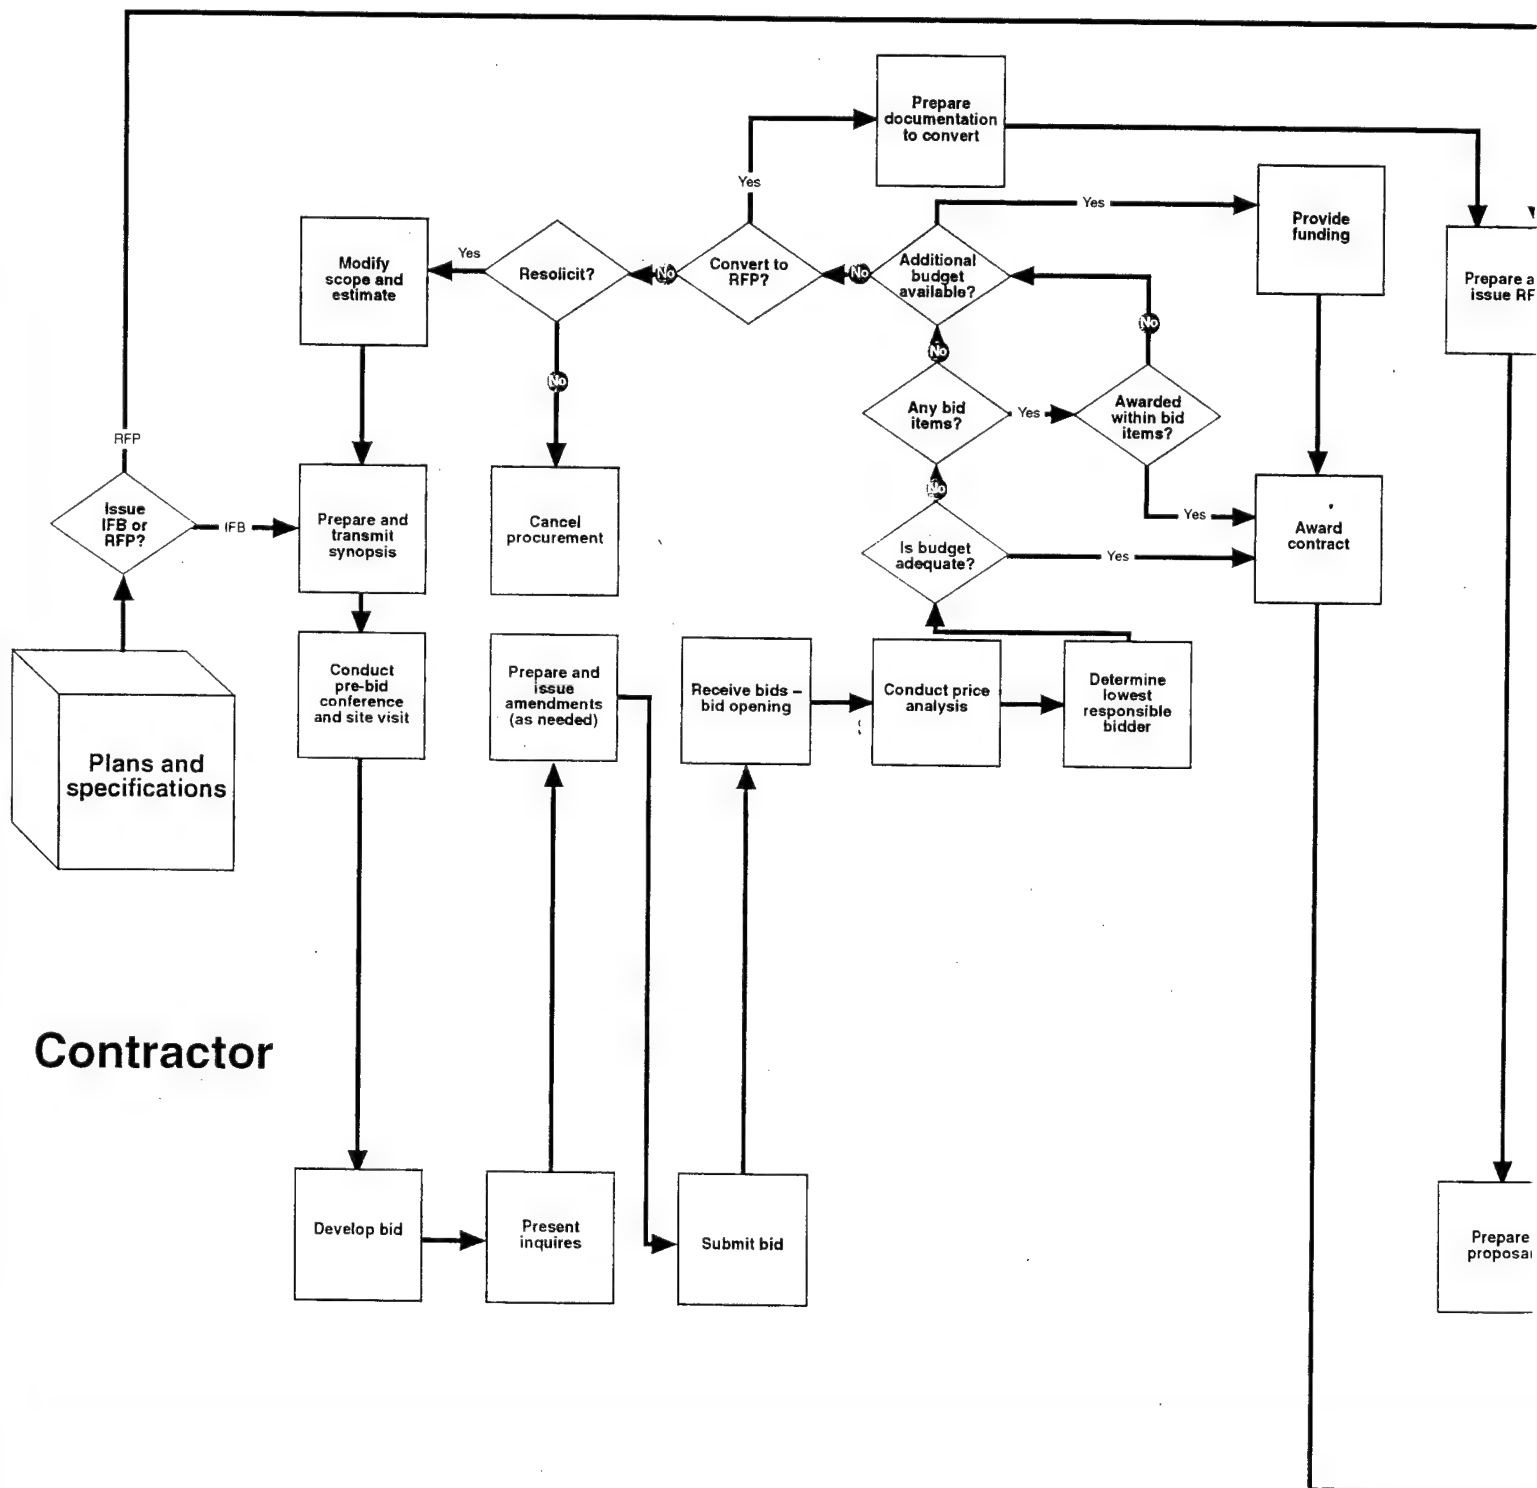 Prepare
documentation
to convert
Yes
Yes
Provide
funding
Modify
scope and
estimate
Yes
Resolicit?
No
Convert to
RFP?
No
Additional
budget
available?
Prepare a
issue RF
No
No
No
Any bid
items?
Yes
Awarded
within bid
items?
RFP
Issue
IFB or
RFP?
IFB
Prepare and
transmit
synopsis
Cancel
procurement
No
Is budget
adequate?
Yes
Yes
Award
contract
Plans and
specifications
Conduct
pre-bid
conference
and site visit
Prepare and
issue
amendments
(as needed)
Receive bids –
bid opening
Conduct price
analysis
Determine
lowest
responsible
bidder
Contractor
Develop bid
Present
inquires
Submit bid
Prepare
proposa